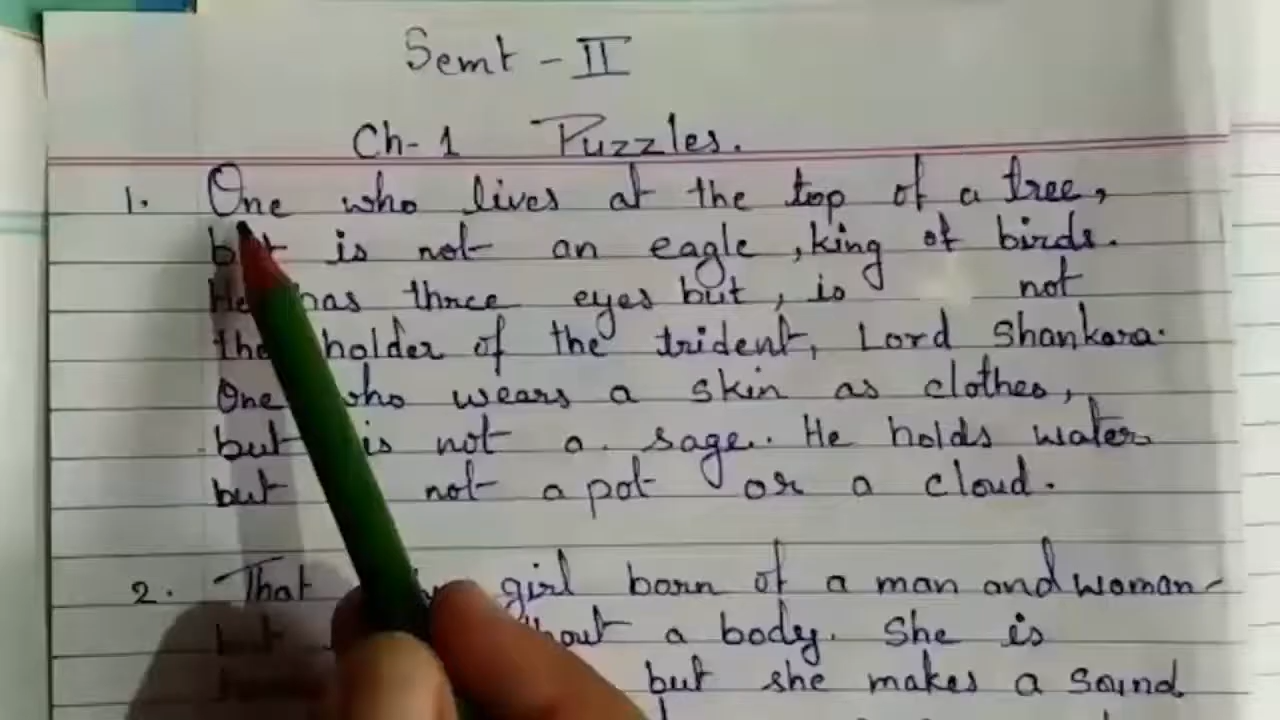 Semt - II
Ch-1 Puzzles.
1. One who lives at the top of a tree,
but is not an eagle, king of birds.
He has three eyes but, is not
the holder of the trident, Lord Shankara.
One who wears a skin as clothes,
but is not a sage. He holds water
but not a pot or a cloud.
2. That girl born of a man and woman
a body. She is
but she makes a sound